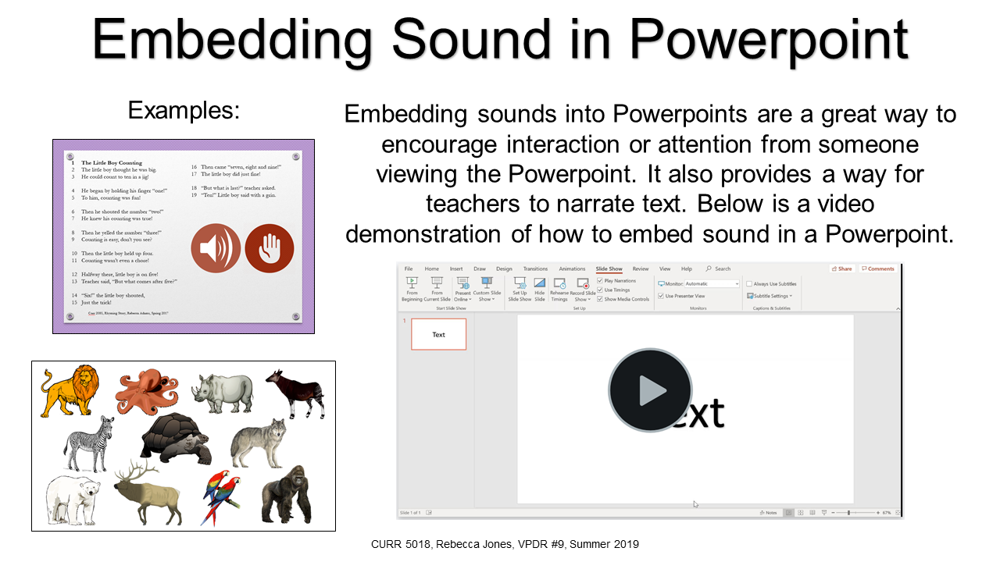 Embedding Sound in Powerpoint
Examples:
1 The Little Boy Counting
2 The little boy thought he was big.
3 He could count to ten in a jig!
4 He began by holding his finger “one!”
5 To him, counting was fun!
6 Then he shouted the number “two!”
7 He knew his counting was true!
8 Then he yelled the number “three!”
9 Counting is easy, don't you see?
10 Then the little boy held up four.
11 Counting wasn't even a chore!
12 Halfway there, little boy is on five!
13 Teacher said, “But what comes after five?”
14 “Six!” the little boy shouted,
15 Just the trick!
16 Then came “seven, eight and nine!”
17 The little boy did just fine!
18 “But what is last?” teacher asked.
19 “Ten!” Little boy said with a grin.
Curr 2085, Rhyming Story, Rebecca Adams, Spring 2017
Embedding sounds into Powerpoints are a great way to
encourage interaction or attention from someone
viewing the Powerpoint. It also provides a way for
teachers to narrate text. Below is a video
demonstration of how to embed sound in a Powerpoint.
File Home Insert Draw Design Transitions Animations Slide Show Review View Help Search Share Comments
From Beginning
From Current Slide
Present Online
Custom Slide Show
Set Up Slide Show
Hide Slide
Rehearse Timings
Record Slide Show
Play Narrations
Use Timings
Show Media Controls
Monitor: Automatic
Use Presenter View
Always Use Subtitles
Subtitle Settings
Start Slide Show Set Up Monitors Captions & Subtitles
1
Text
ext
Slide 1 of 1 Notes 67%
CURR 5018, Rebecca Jones, VPDR #9, Summer 2019